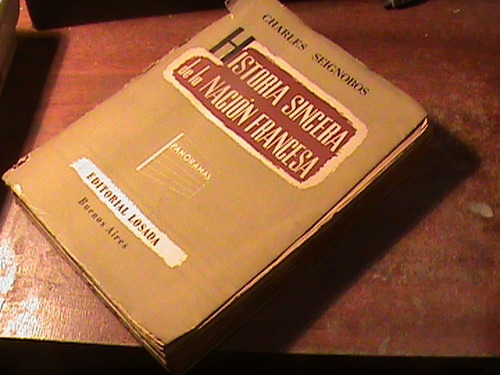 CHARLES SEIGNOBOS
HISTORIA SINCERA
de la NACIÓN FRANCESA
PANORAMAS
EDITORIAL LOSADA
Buenos Aires